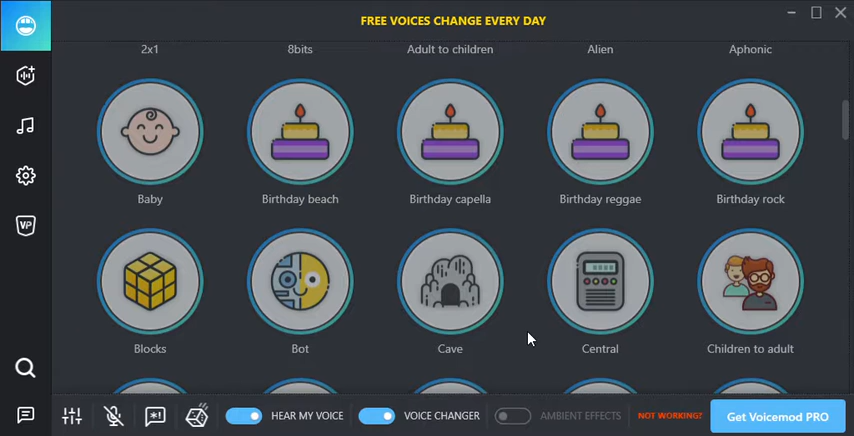 FREE VOICES CHANGE EVERY DAY
2x1 8bits Adult to children Alien Aphonic
Baby Birthday beach Birthday capella Birthday reggae Birthday rock
Blocks Bot Cave Central Children to adult
VP
HEAR MY VOICE VOICE CHANGER AMBIENT EFFECTS NOT WORKING? Get Voicemod PRO